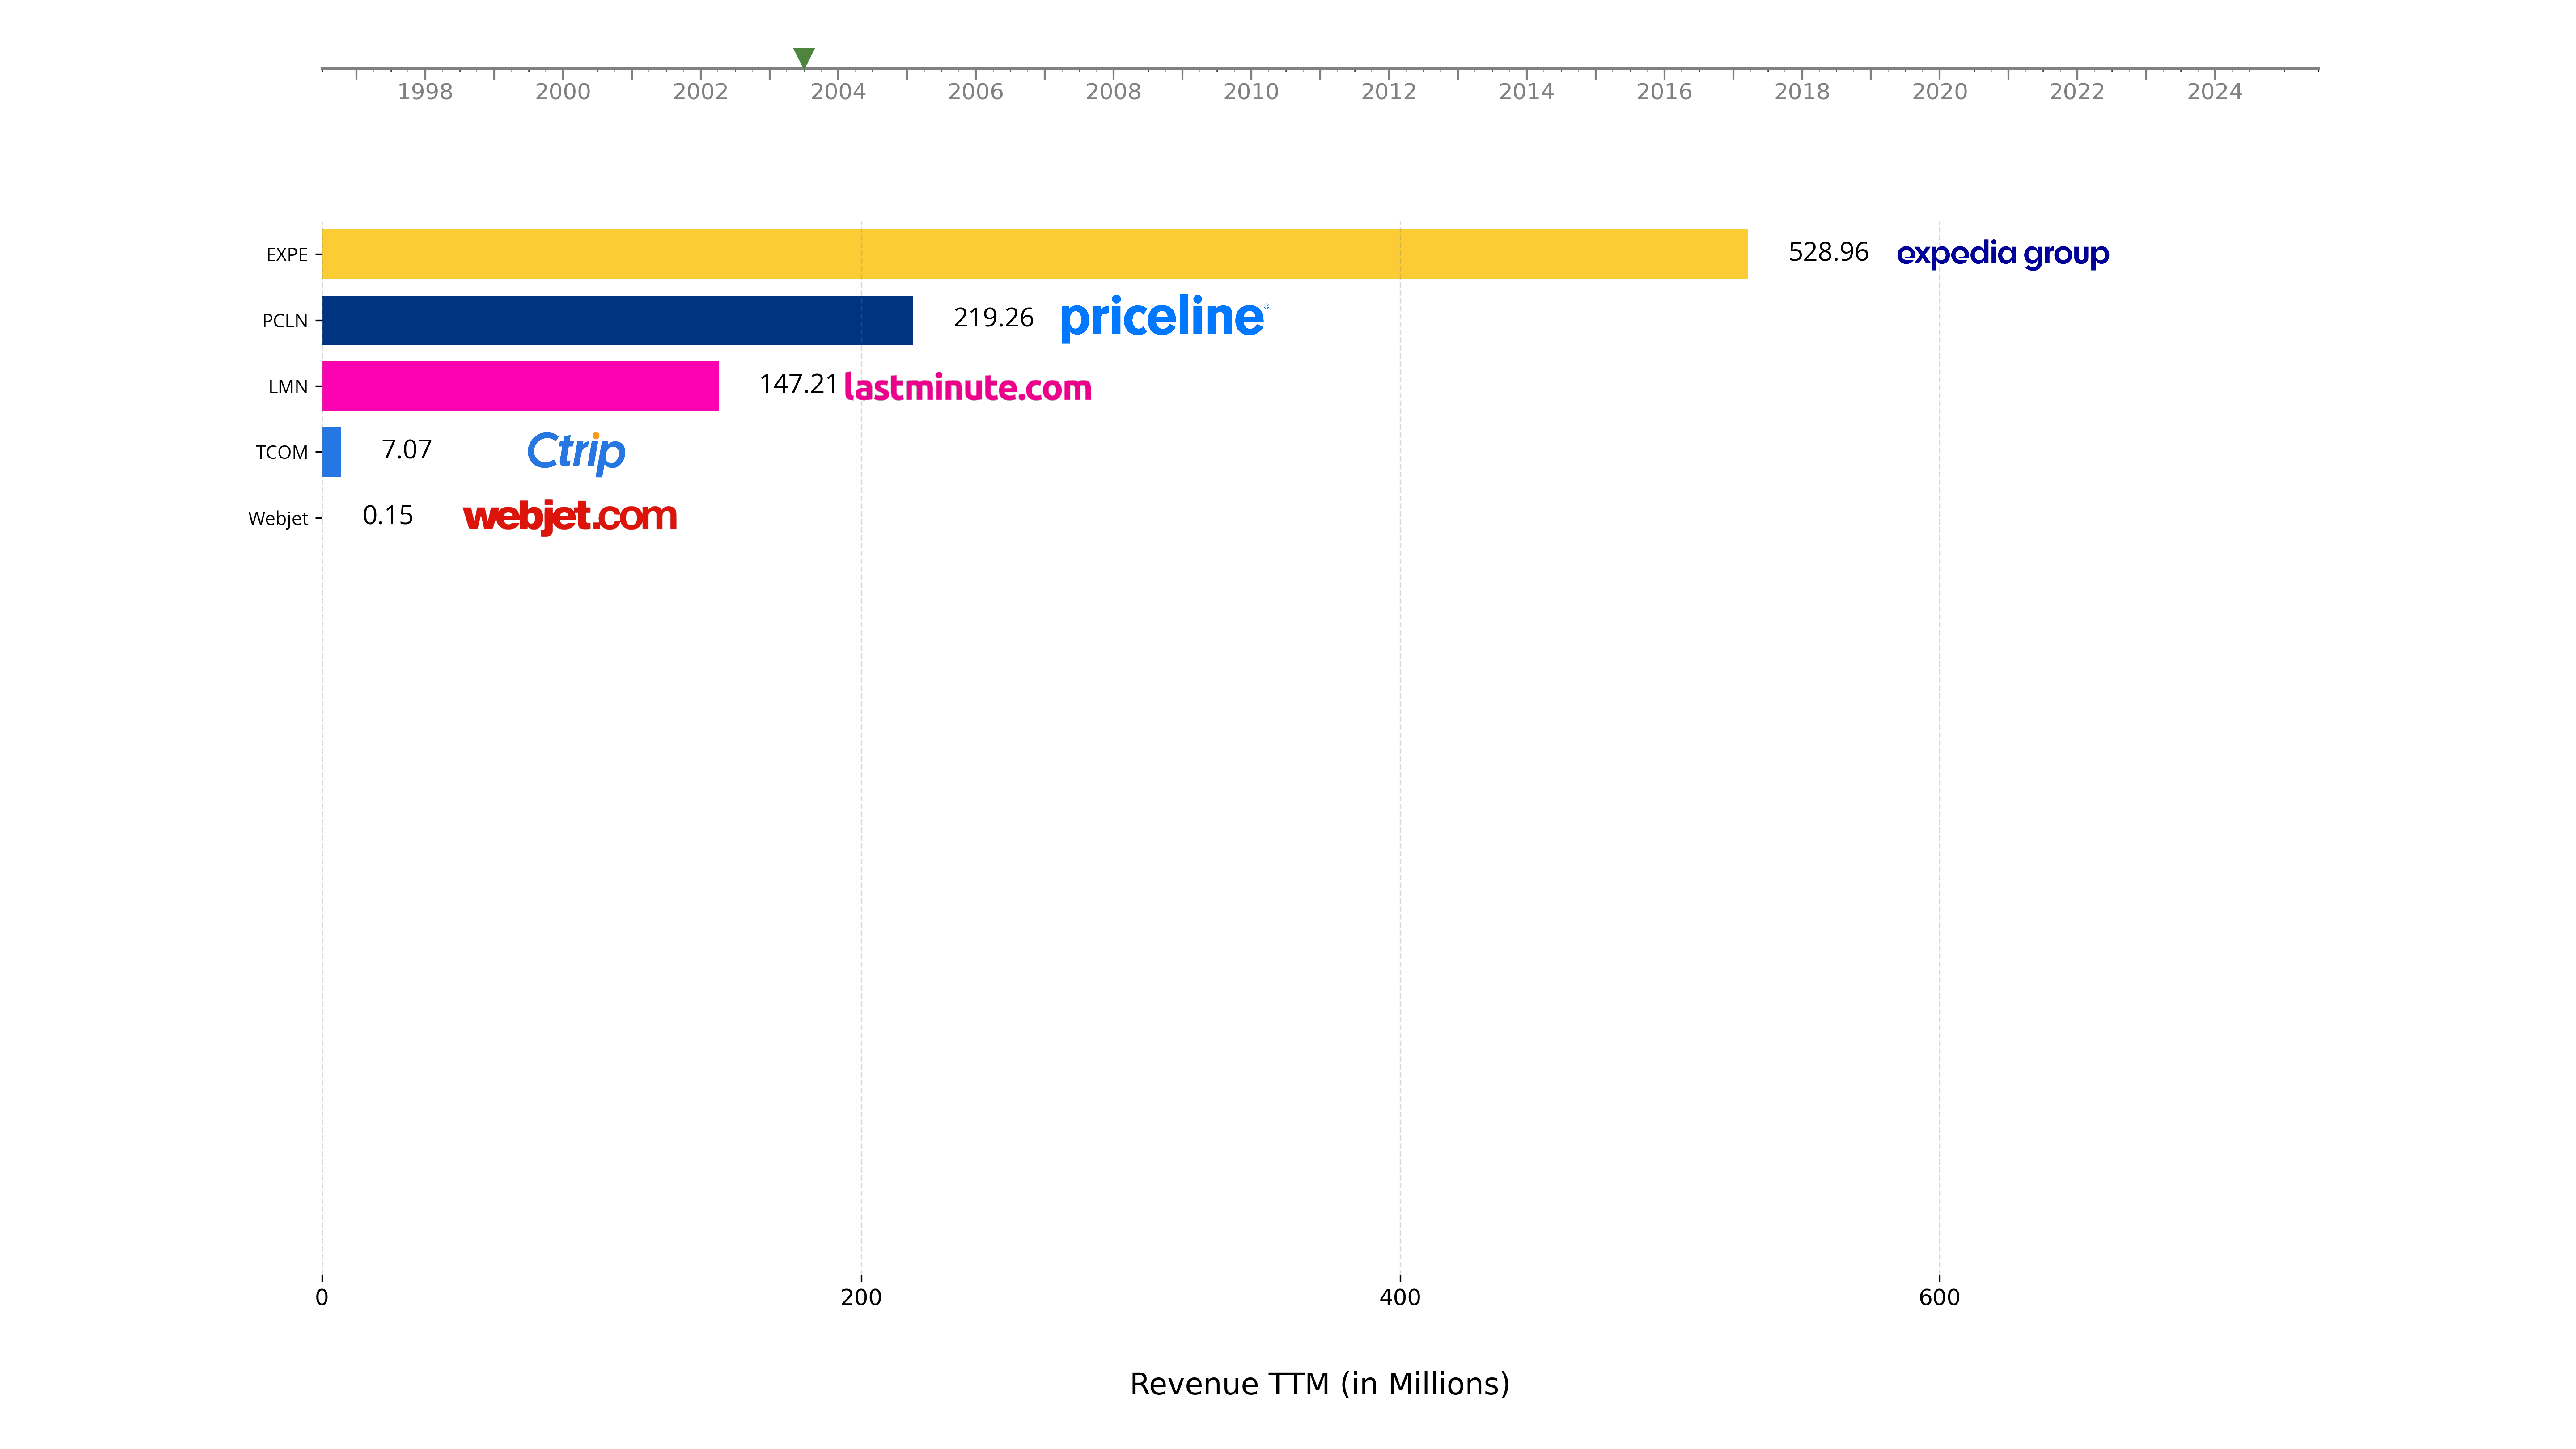 1998 2000 2002 2004 2006 2008 2010 2012 2014 2016 2018 2020 2022 2024
EXPE 528.96 expedia group
PCLN 219.26 priceline®
LMN 147.21 lastminute.com
TCOM 7.07 Ctrip
Webjet 0.15 webjet.com
0 200 400 600
Revenue TTM (in Millions)